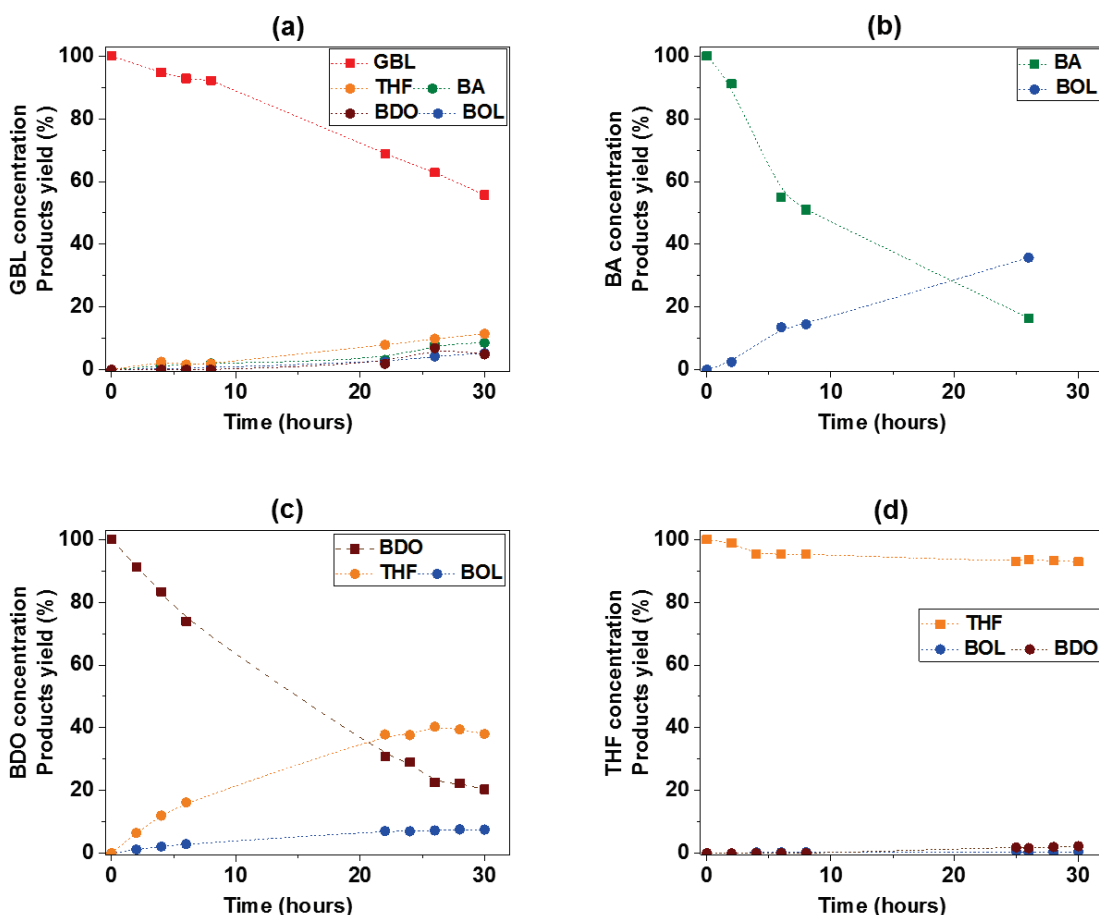 (a)
GBL concentration
Products yield (%)
100
80
60
40
20
0
GBL
THF BA
BDO BOL
0 10 20 30
Time (hours)
(b)
BA concentration
Products yield (%)
100
80
60
40
20
0
BA
BOL
0 10 20 30
Time (hours)
(c)
BDO concentration
Products yield (%)
100
80
60
40
20
0
BDO
THF BOL
0 10 20 30
Time (hours)
(d)
THF concentration
Products yield (%)
100
80
60
40
20
0
THF
BOL BDO
0 10 20 30
Time (hours)